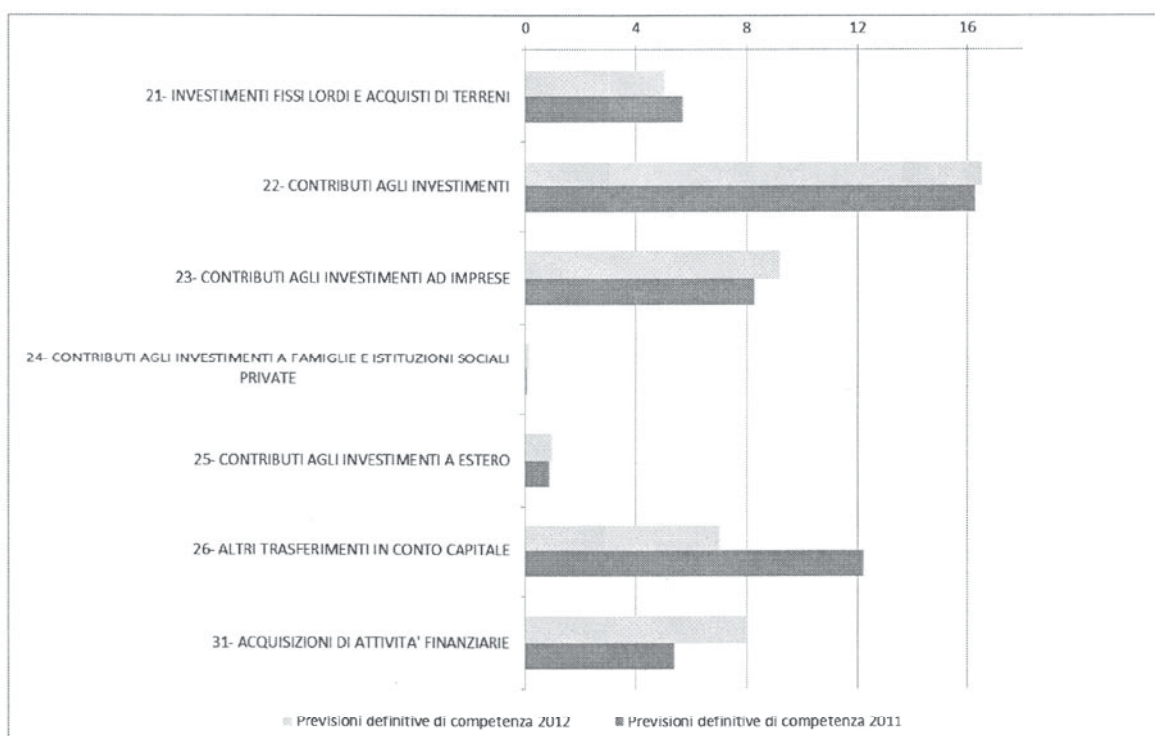 0 4 8 12 16
21- INVESTIMENTI FISSI LORDI E ACQUISTI DI TERRENI
22- CONTRIBUTI AGLI INVESTIMENTI
23- CONTRIBUTI AGLI INVESTIMENTI AD IMPRESE
24- CONTRIBUTI AGLI INVESTIMENTI A FAMIGLIE E ISTITUZIONI SOCIALI
PRIVATE
25- CONTRIBUTI AGLI INVESTIMENTI A ESTERO
26- ALTRI TRASFERIMENTI IN CONTO CAPITALE
31- ACQUISIZIONI DI ATTIVITA' FINANZIARIE
Previsioni definitive di competenza 2012 Previsioni definitive di competenza 2011